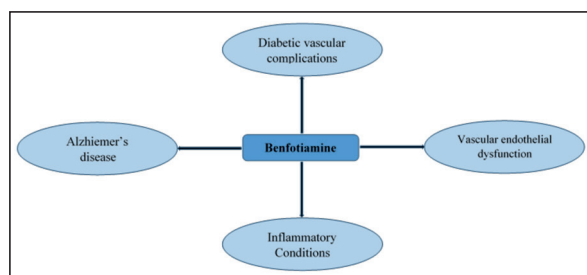 Diabetic vascular
complications
Alzhiemer's
disease
Benfotiamine
Vascular endothelial
dysfunction
Inflammatory
Conditions